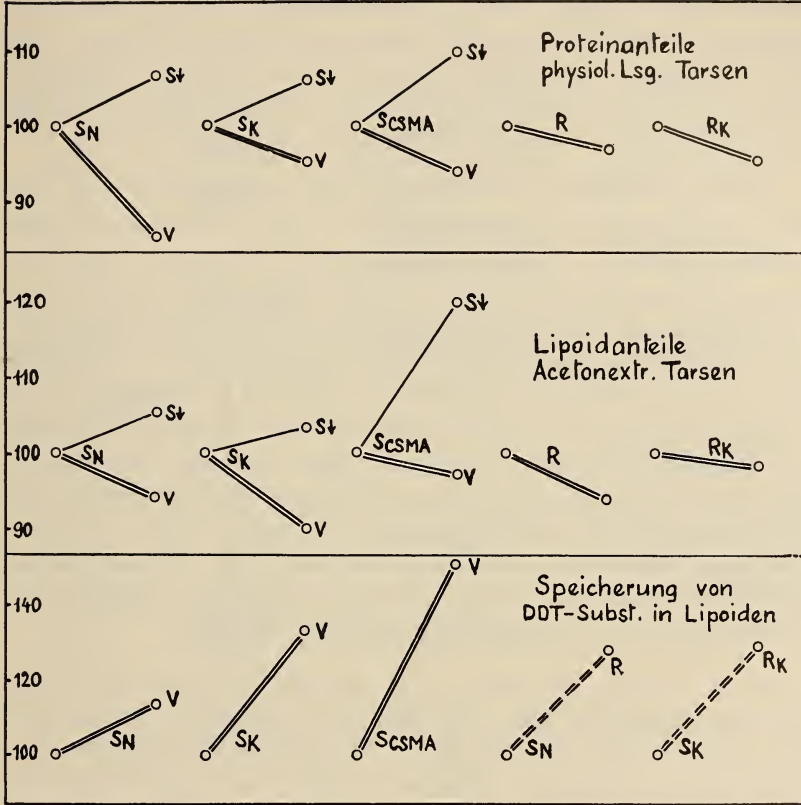 110
100
90
S↓
SN
V
S↓
SK
V
S↓
SCSMA
V
R
RK
Proteinanteile
physiol. Lsg. Tarsen
120
110
100
90
S↓
SN
V
S↓
SK
V
S↓
SCSMA
V
R
RK
Lipoidanteile
Acetonextr. Tarsen
140
120
100
V
SN
V
SK
V
SCSMA
R
SN
RK
SK
Speicherung von
DDT-Subst. in Lipoiden